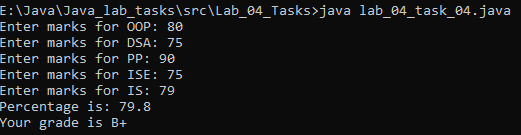 E:\Java\Java_lab_tasks\src\Lab_04_Tasks>java lab_04_task_04.java
Enter marks for OOP: 80
Enter marks for DSA: 75
Enter marks for PP: 90
Enter marks for ISE: 75
Enter marks for IS: 79
Percentage is: 79.8
Your grade is B+